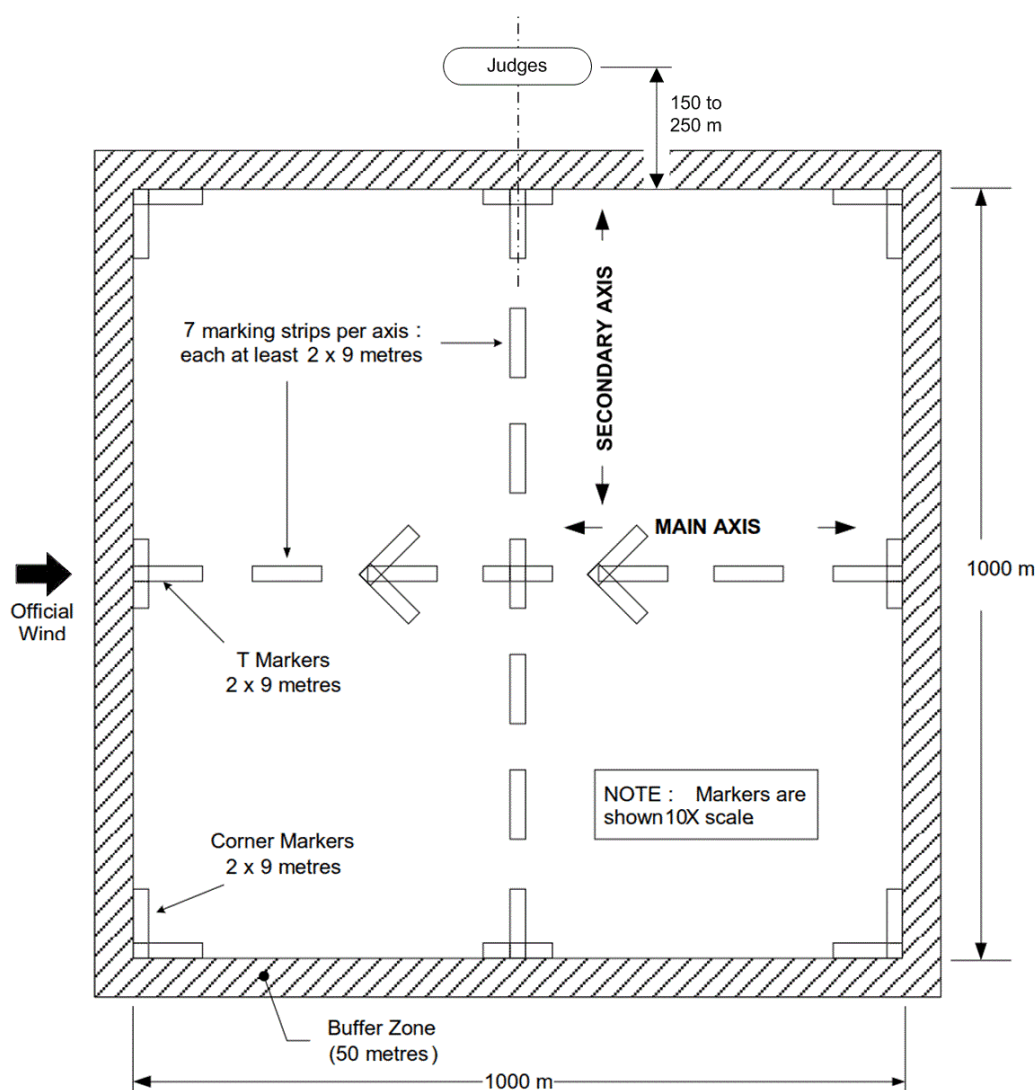 Judges
150 to
250 m
7 marking strips per axis :
each at least 2 x 9 metres
SECONDARY AXIS
MAIN AXIS
Official
Wind
1000 m
T Markers
2 x 9 metres
NOTE : Markers are
shown10X scale
Corner Markers
2 x 9 metres
Buffer Zone
(50 metres)
1000 m